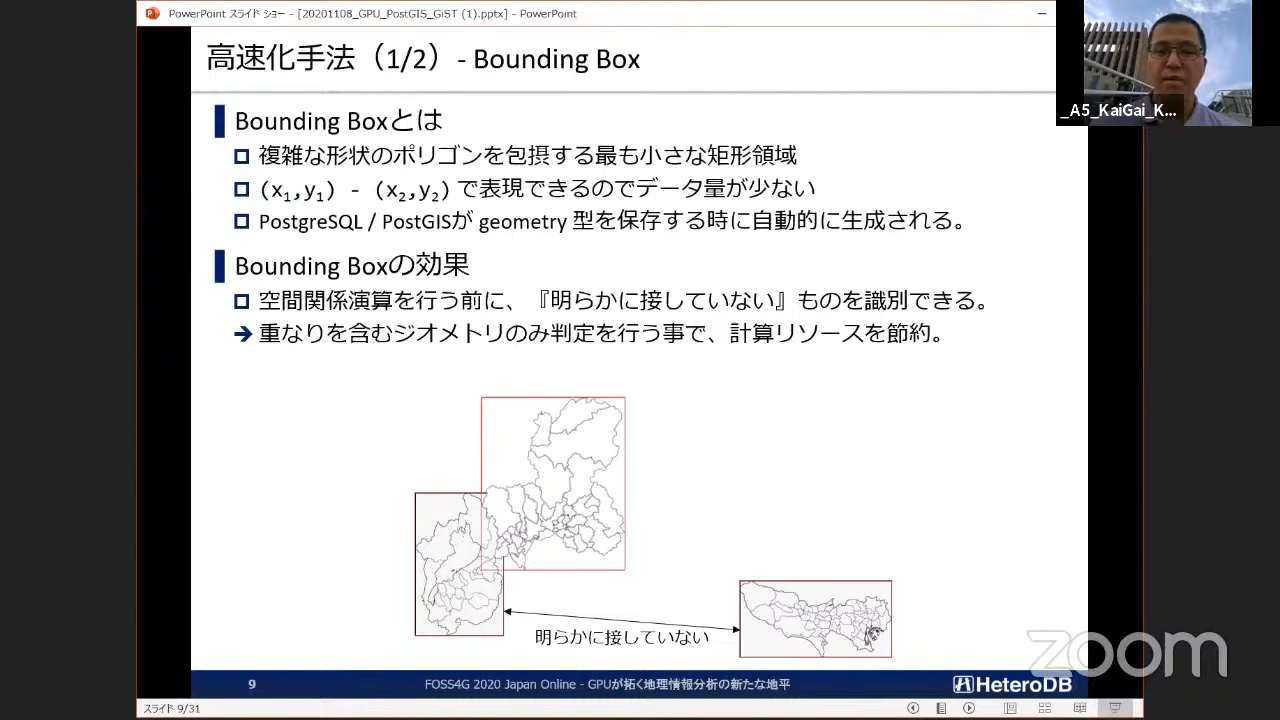 PowerPoint スライド ショー - [20201108_GPU_PostGIS_GiST (1).pptx] - PowerPoint
高速化手法（1/2）- Bounding Box
_A5_KaiGai_K...
Bounding Boxとは
複雑な形状のポリゴンを包摂する最も小さな矩形領域
(x1,y1) - (x2,y2) で表現できるのでデータ量が少ない
PostgreSQL / PostGISが geometry 型を保存する時に自動的に生成される。
Bounding Boxの効果
空間関係演算を行う前に、『明らかに接していない』ものを識別できる。
➔ 重なりを含むジオメトリのみ判定を行う事で、計算リソースを節約。
明らかに接していない
zoom
9
FOSS4G 2020 Japan Online - GPUが拓く地理情報分析の新たな地平
HeteroDB
スライド 9/31